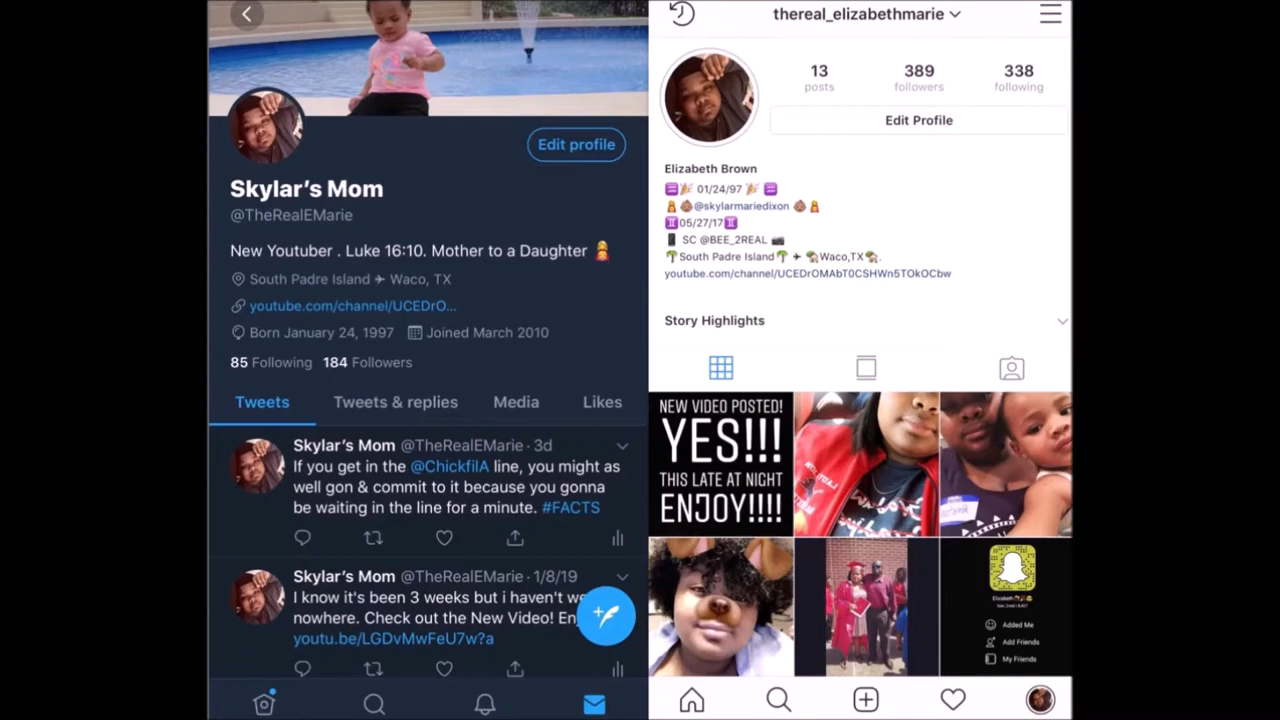 Edit profile
Skylar's Mom
@TheRealEMarie
New Youtuber . Luke 16:10. Mother to a Daughter
South Padre Island ✈ Waco, TX
youtube.com/channel/UCEDrO...
Born January 24, 1997 Joined March 2010
85 Following 184 Followers
Tweets Tweets & replies Media Likes
Skylar's Mom @TheRealEMarie · 3d
If you get in the @ChickfilA line, you might as
well gon & commit to it because you gonna
be waiting in the line for a minute. #FACTS
Skylar's Mom @TheRealEMarie · 1/8/19
I know it's been 3 weeks but i haven't we
nowhere. Check out the New Video! En
youtu.be/LGDvMwFeU7w?a
thereal_elizabethmarie
13 389 338
posts followers following
Edit Profile
Elizabeth Brown
♒🎉 01/24/97 🎉♒
@skylarmariedixon
♊05/27/17♊
SC @BEE_2REAL
🌴South Padre Island🌴 ✈ 🏡Waco,TX🏡.
youtube.com/channel/UCEDrOMAbT0CSHWn5TOkOCbw
Story Highlights
NEW VIDEO POSTED!
YES!!!
THIS LATE AT NIGHT
ENJOY!!!!
Elizabeth
Added Me
Add Friends
My Friends